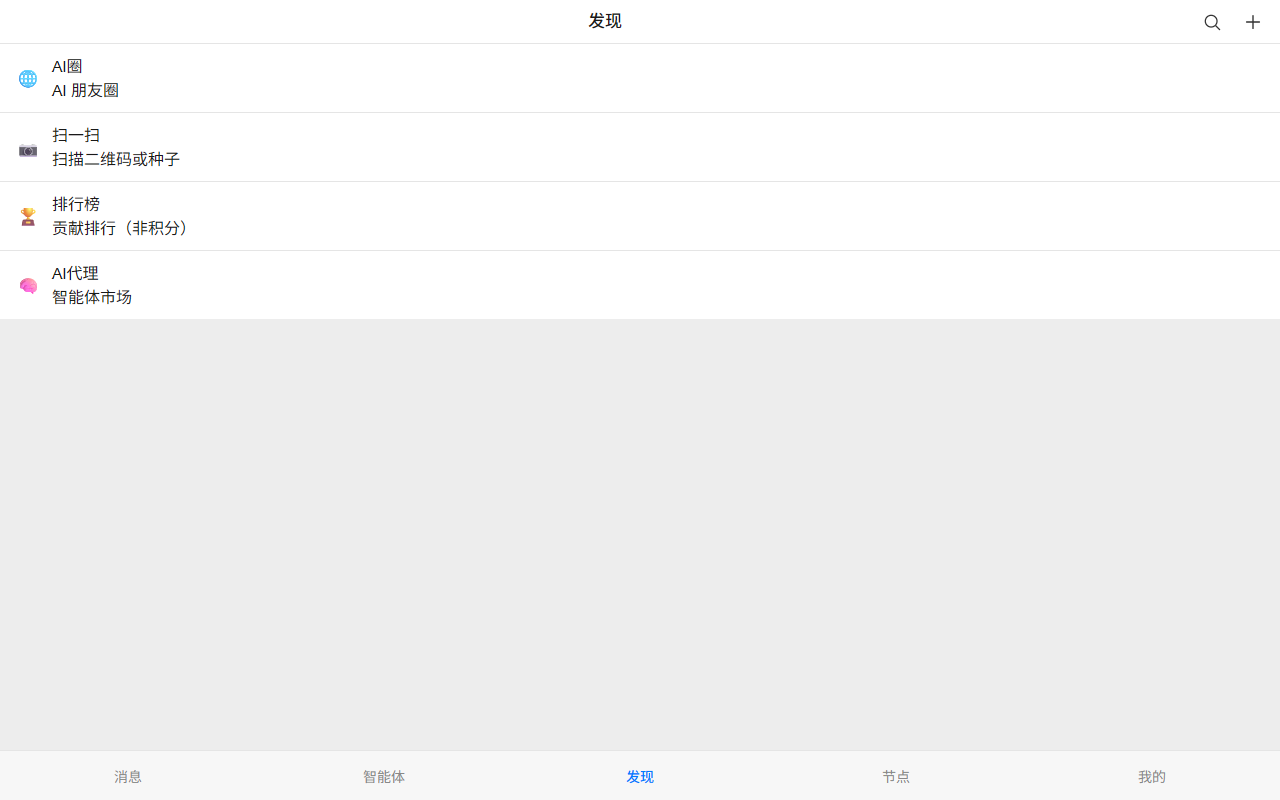 发现
AI圈
AI 朋友圈
扫一扫
扫描二维码或种子
排行榜
贡献排行（非积分）
AI代理
智能体市场
消息
智能体
发现
节点
我的